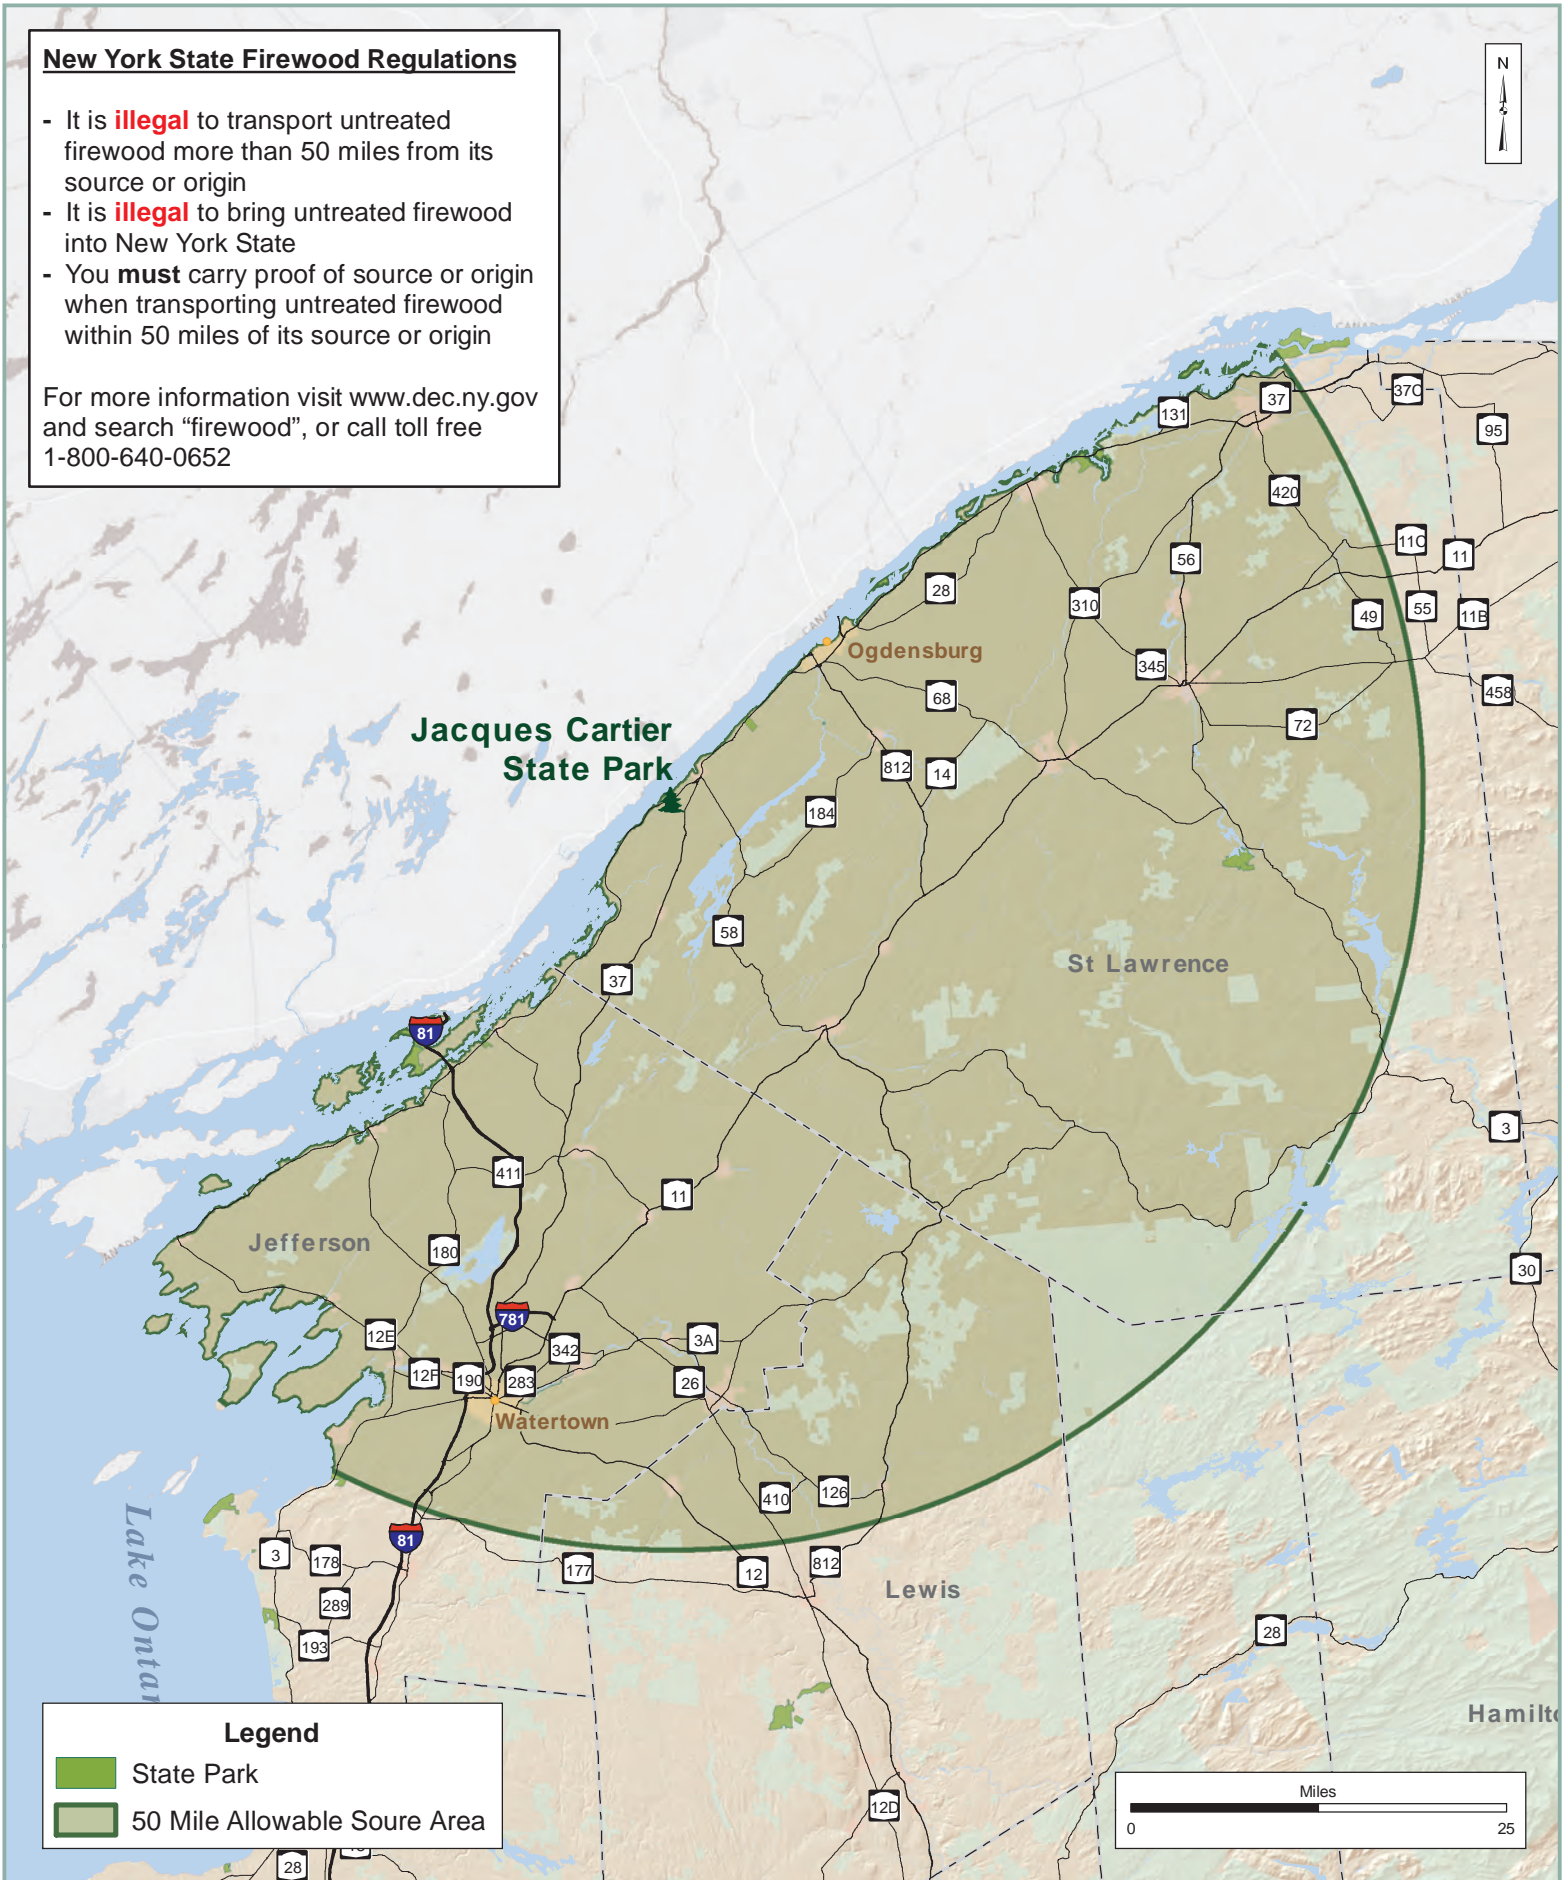 New York State Firewood Regulations
- It is illegal to transport untreated
firewood more than 50 miles from its
source or origin
- It is illegal to bring untreated firewood
into New York State
- You must carry proof of source or origin
when transporting untreated firewood
within 50 miles of its source or origin
For more information visit www.dec.ny.gov
and search “firewood”, or call toll free
1-800-640-0652
N
37
37C
131
95
420
11C
11
56
28
310
49
55
11B
Ogdensburg
345
68
458
72
Jacques Cartier
State Park
812
14
184
58
St Lawrence
37
81
3
411
11
Jefferson
180
30
781
12E
342
3A
12F
190
283
26
Watertown
410
126
Lake Ontar
81
3
178
177
12
812
Lewis
289
28
193
Hamilto
Legend
State Park
50 Mile Allowable Soure Area
12D
Miles
0
25
28